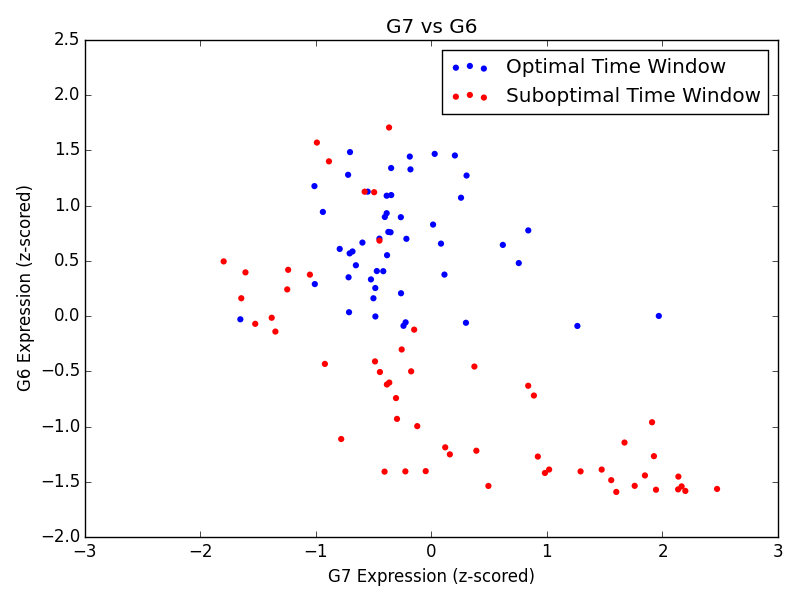 G7 vs G6
Optimal Time Window
Suboptimal Time Window
2.5
2.0
1.5
1.0
0.5
0.0
−0.5
−1.0
−1.5
−2.0
G6 Expression (z-scored)
−3 −2 −1 0 1 2 3
G7 Expression (z-scored)